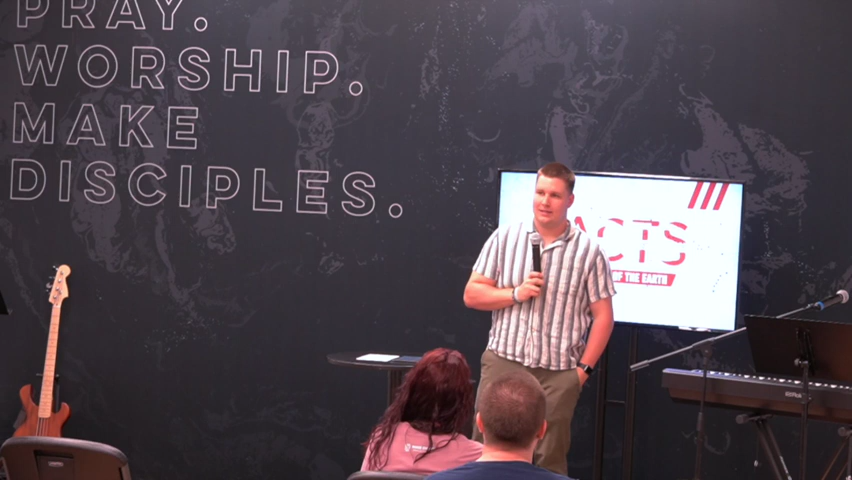 PRAY.
WORSHIP.
MAKE
DISCIPLES.
ACTS
OF THE EARTH